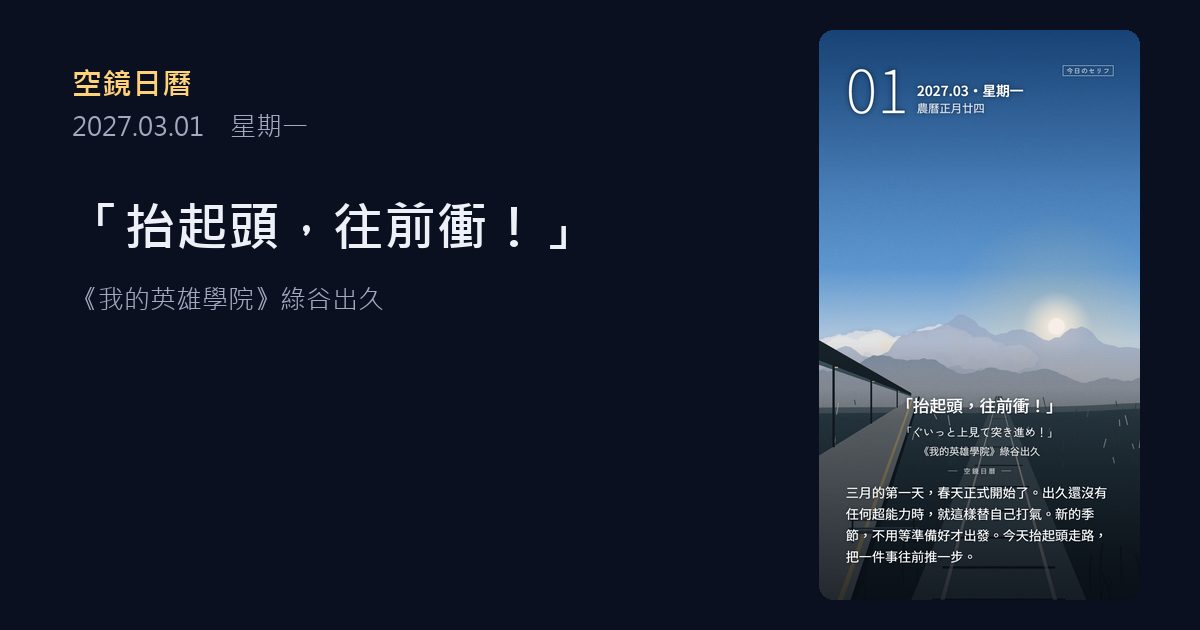 空鏡日曆
2027.03.01 星期一
「抬起頭，往前衝！」
《我的英雄學院》綠谷出久
01
2027.03・星期一
農曆正月廿四
今日のセリフ
「抬起頭，往前衝！」
「ぐいっと上見て突き進め！」
《我的英雄學院》綠谷出久
— 空鏡日曆 —
三月的第一天，春天正式開始了。出久還沒有
任何超能力時，就這樣替自己打氣。新的季
節，不用等準備好才出發。今天抬起頭走路，
把一件事往前推一步。